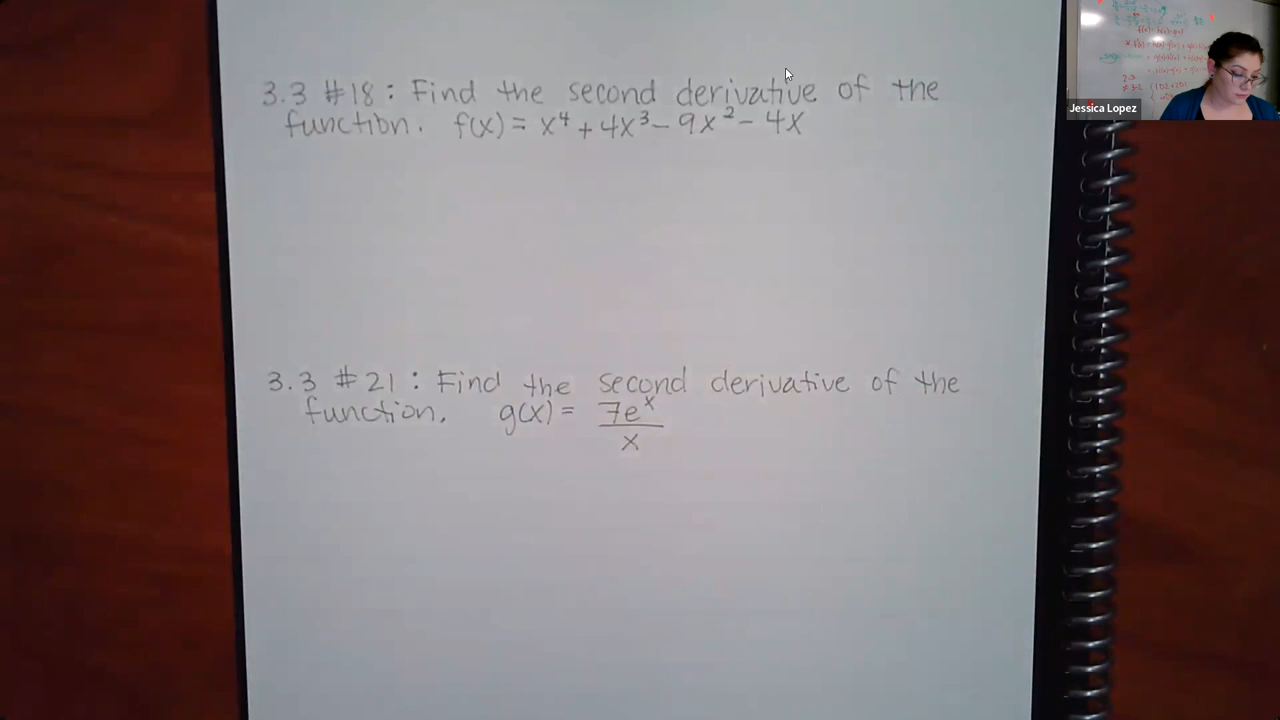 3.3 #18: Find the second derivative of the
function. f(x) = x⁴ + 4x³ - 9x² - 4x
3.3 #21: Find the second derivative of the
function. g(x) = 7eˣ
x
Jessica Lopez